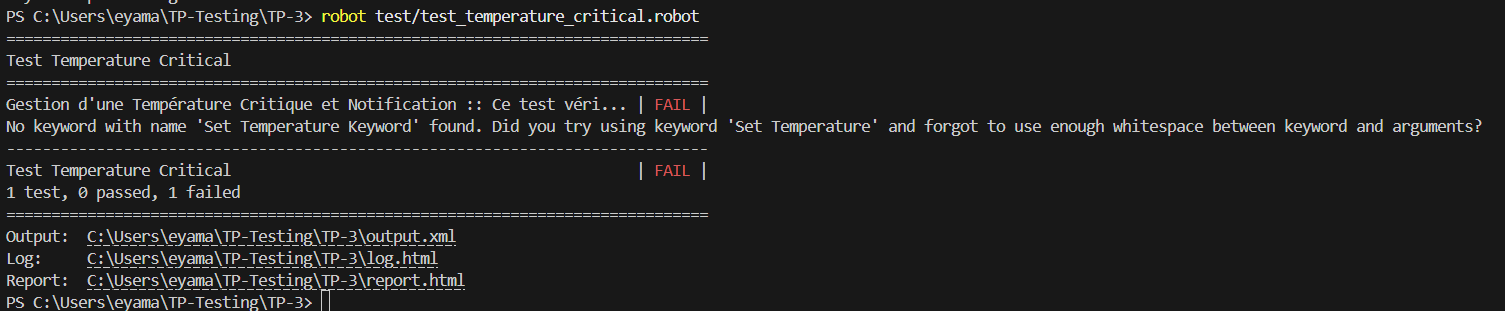 PS C:\Users\eyama\TP-Testing\TP-3> robot test/test_temperature_critical.robot
==============================================================================
Test Temperature Critical
==============================================================================
Gestion d'une Température Critique et Notification :: Ce test véri... | FAIL |
No keyword with name 'Set Temperature Keyword' found. Did you try using keyword 'Set Temperature' and forgot to use enough whitespace between keyword and arguments?
------------------------------------------------------------------------------
Test Temperature Critical                                             | FAIL |
1 test, 0 passed, 1 failed
==============================================================================
Output:  C:\Users\eyama\TP-Testing\TP-3\output.xml
Log:     C:\Users\eyama\TP-Testing\TP-3\log.html
Report:  C:\Users\eyama\TP-Testing\TP-3\report.html
PS C:\Users\eyama\TP-Testing\TP-3>